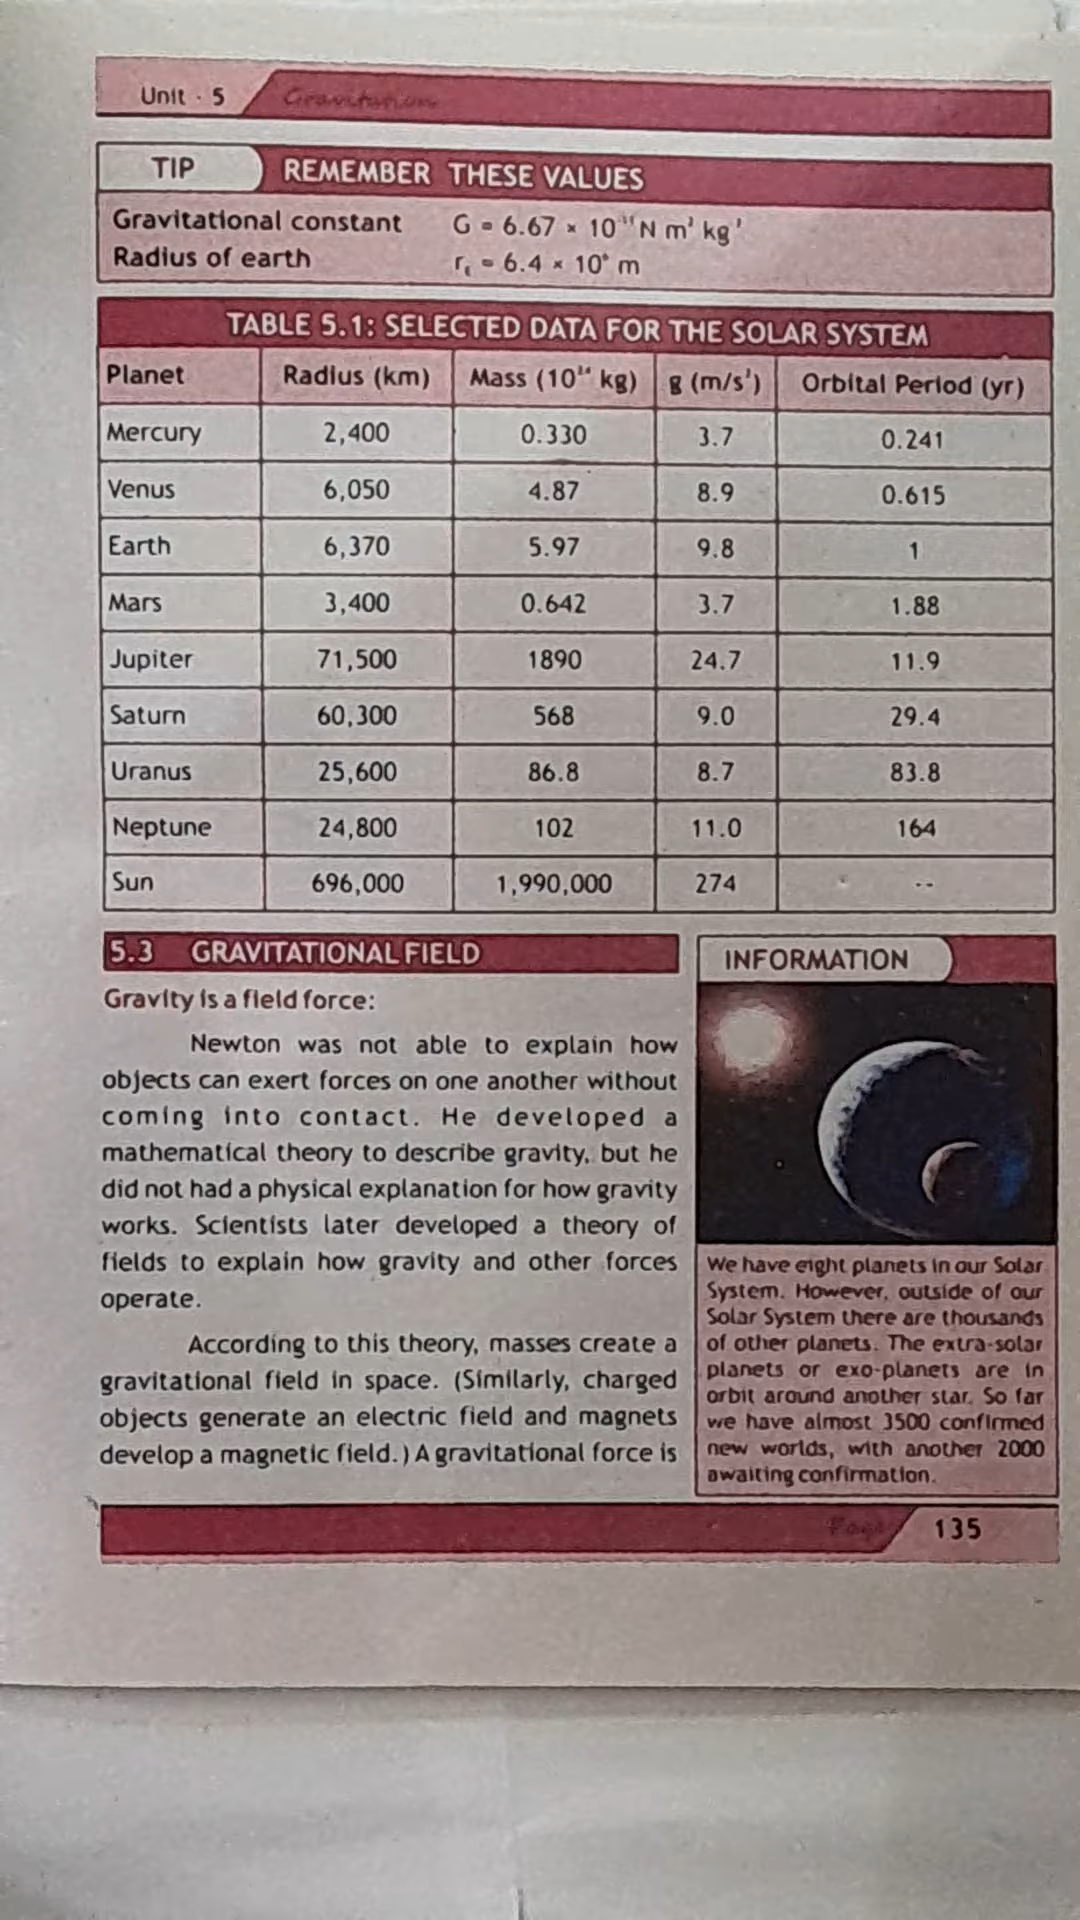 Unit - 5 Gravitation
TIP REMEMBER THESE VALUES
Gravitational constant G = 6.67 × 10⁻¹¹ N m² kg⁻²
Radius of earth = 6.4 × 10⁶ m
TABLE 5.1: SELECTED DATA FOR THE SOLAR SYSTEM
Planet Radius (km) Mass (10²⁴ kg) g (m/s²) Orbital Period (yr)
Mercury 2,400 0.330 3.7 0.241
Venus 6,050 4.87 8.9 0.615
Earth 6,370 5.97 9.8 1
Mars 3,400 0.642 3.7 1.88
Jupiter 71,500 1890 24.7 11.9
Saturn 60,300 568 9.0 29.4
Uranus 25,600 86.8 8.7 83.8
Neptune 24,800 102 11.0 164
Sun 696,000 1,990,000 274 --
5.3 GRAVITATIONAL FIELD
Gravity is a field force:
Newton was not able to explain how
objects can exert forces on one another without
coming into contact. He developed a
mathematical theory to describe gravity, but he
did not had a physical explanation for how gravity
works. Scientists later developed a theory of
fields to explain how gravity and other forces
operate.
According to this theory, masses create a
gravitational field in space. (Similarly, charged
objects generate an electric field and magnets
develop a magnetic field.) A gravitational force is
INFORMATION
We have eight planets in our Solar
System. However, outside of our
Solar System there are thousands
of other planets. The extra-solar
planets or exo-planets are in
orbit around another star. So far
we have almost 3500 confirmed
new worlds, with another 2000
awaiting confirmation.
135